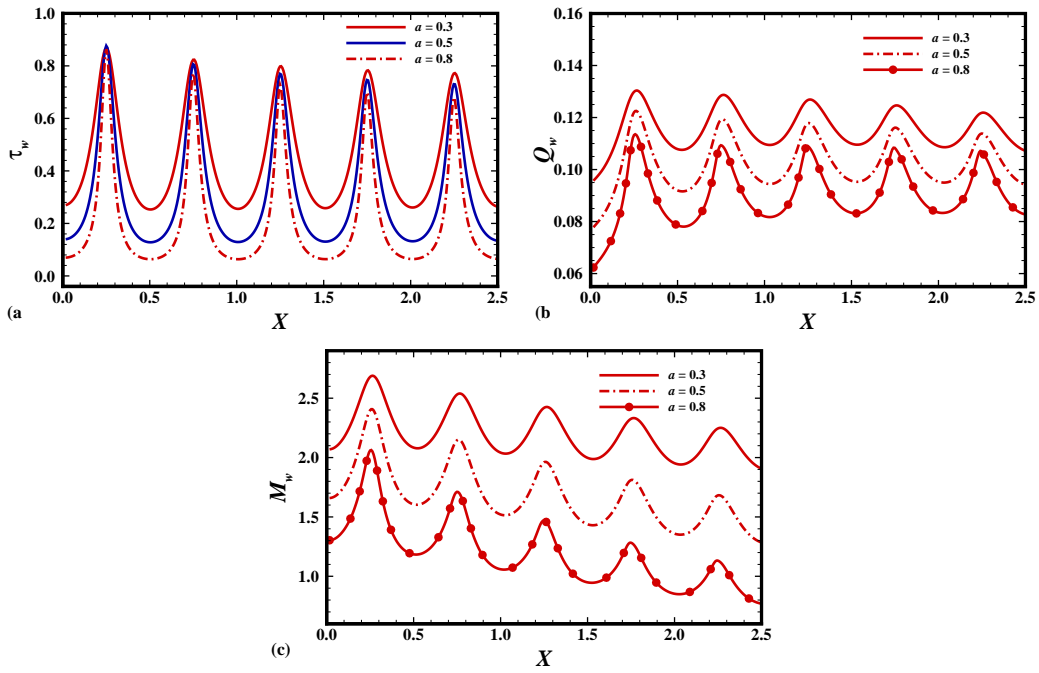 1.0
0.8
0.6
0.4
0.2
0.0
τw
a = 0.3
a = 0.5
a = 0.8
0.0 0.5 1.0 1.5 2.0 2.5
(a
X
0.16
0.14
0.12
0.10
0.08
0.06
Qw
a = 0.3
a = 0.5
a = 0.8
0.0 0.5 1.0 1.5 2.0 2.5
(b)
X
2.5
2.0
1.5
1.0
Mw
a = 0.3
a = 0.5
a = 0.8
0.0 0.5 1.0 1.5 2.0 2.5
(c)
X